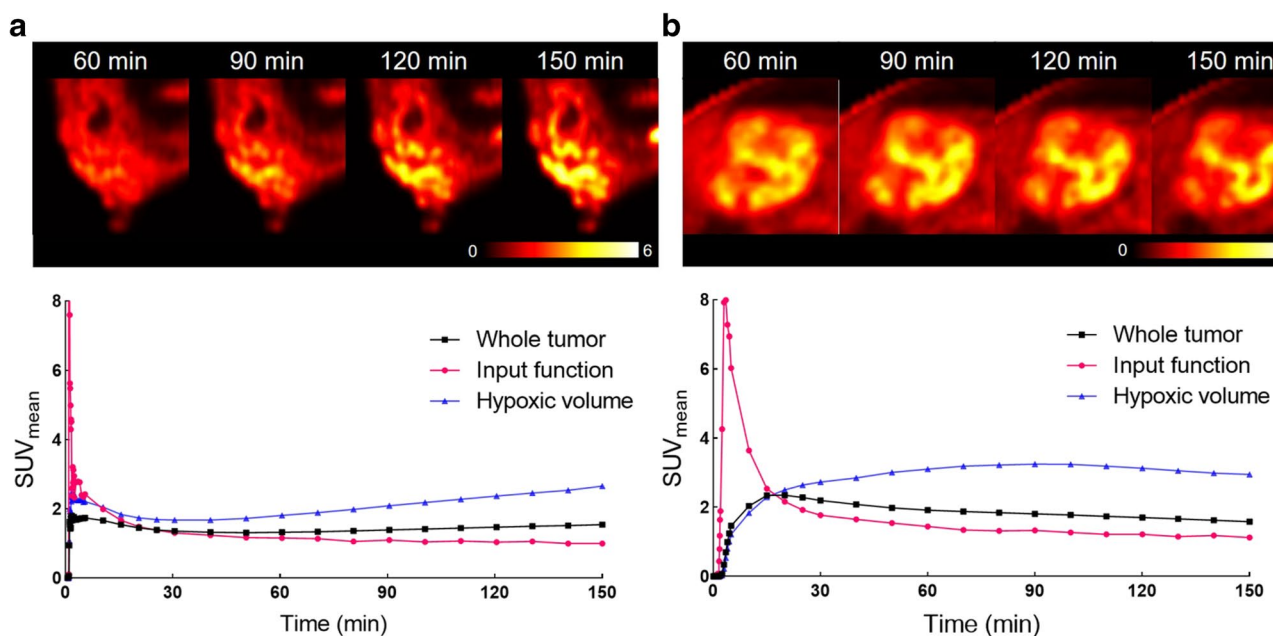 a
60 min 90 min 120 min 150 min
0 6
8
6
4
2
0
SUVmean
Whole tumor
Input function
Hypoxic volume
0 30 60 90 120 150
Time (min)
b
60 min 90 min 120 min 150 min
0
8
6
4
2
0
SUVmean
Whole tumor
Input function
Hypoxic volume
0 30 60 90 120 150
Time (min)